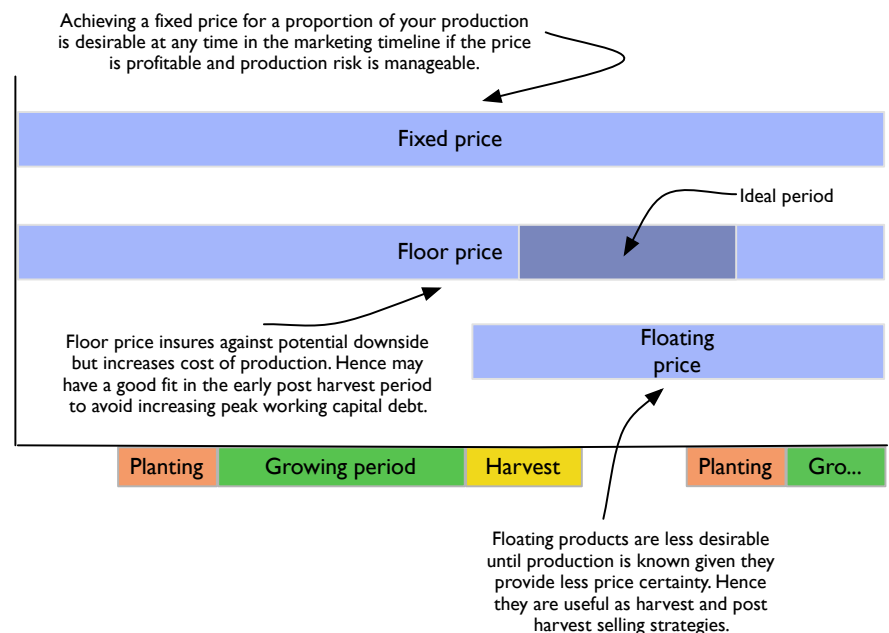 Achieving a fixed price for a proportion of your production
is desirable at any time in the marketing timeline if the price
is profitable and production risk is manageable.
Fixed price
Ideal period
Floor price
Floor price insures against potential downside
but increases cost of production. Hence may
have a good fit in the early post harvest period
to avoid increasing peak working capital debt.
Floating
price
Planting
Growing period
Harvest
Planting
Gro...
Floating products are less desirable
until production is known given they
provide less price certainty. Hence
they are useful as harvest and post
harvest selling strategies.